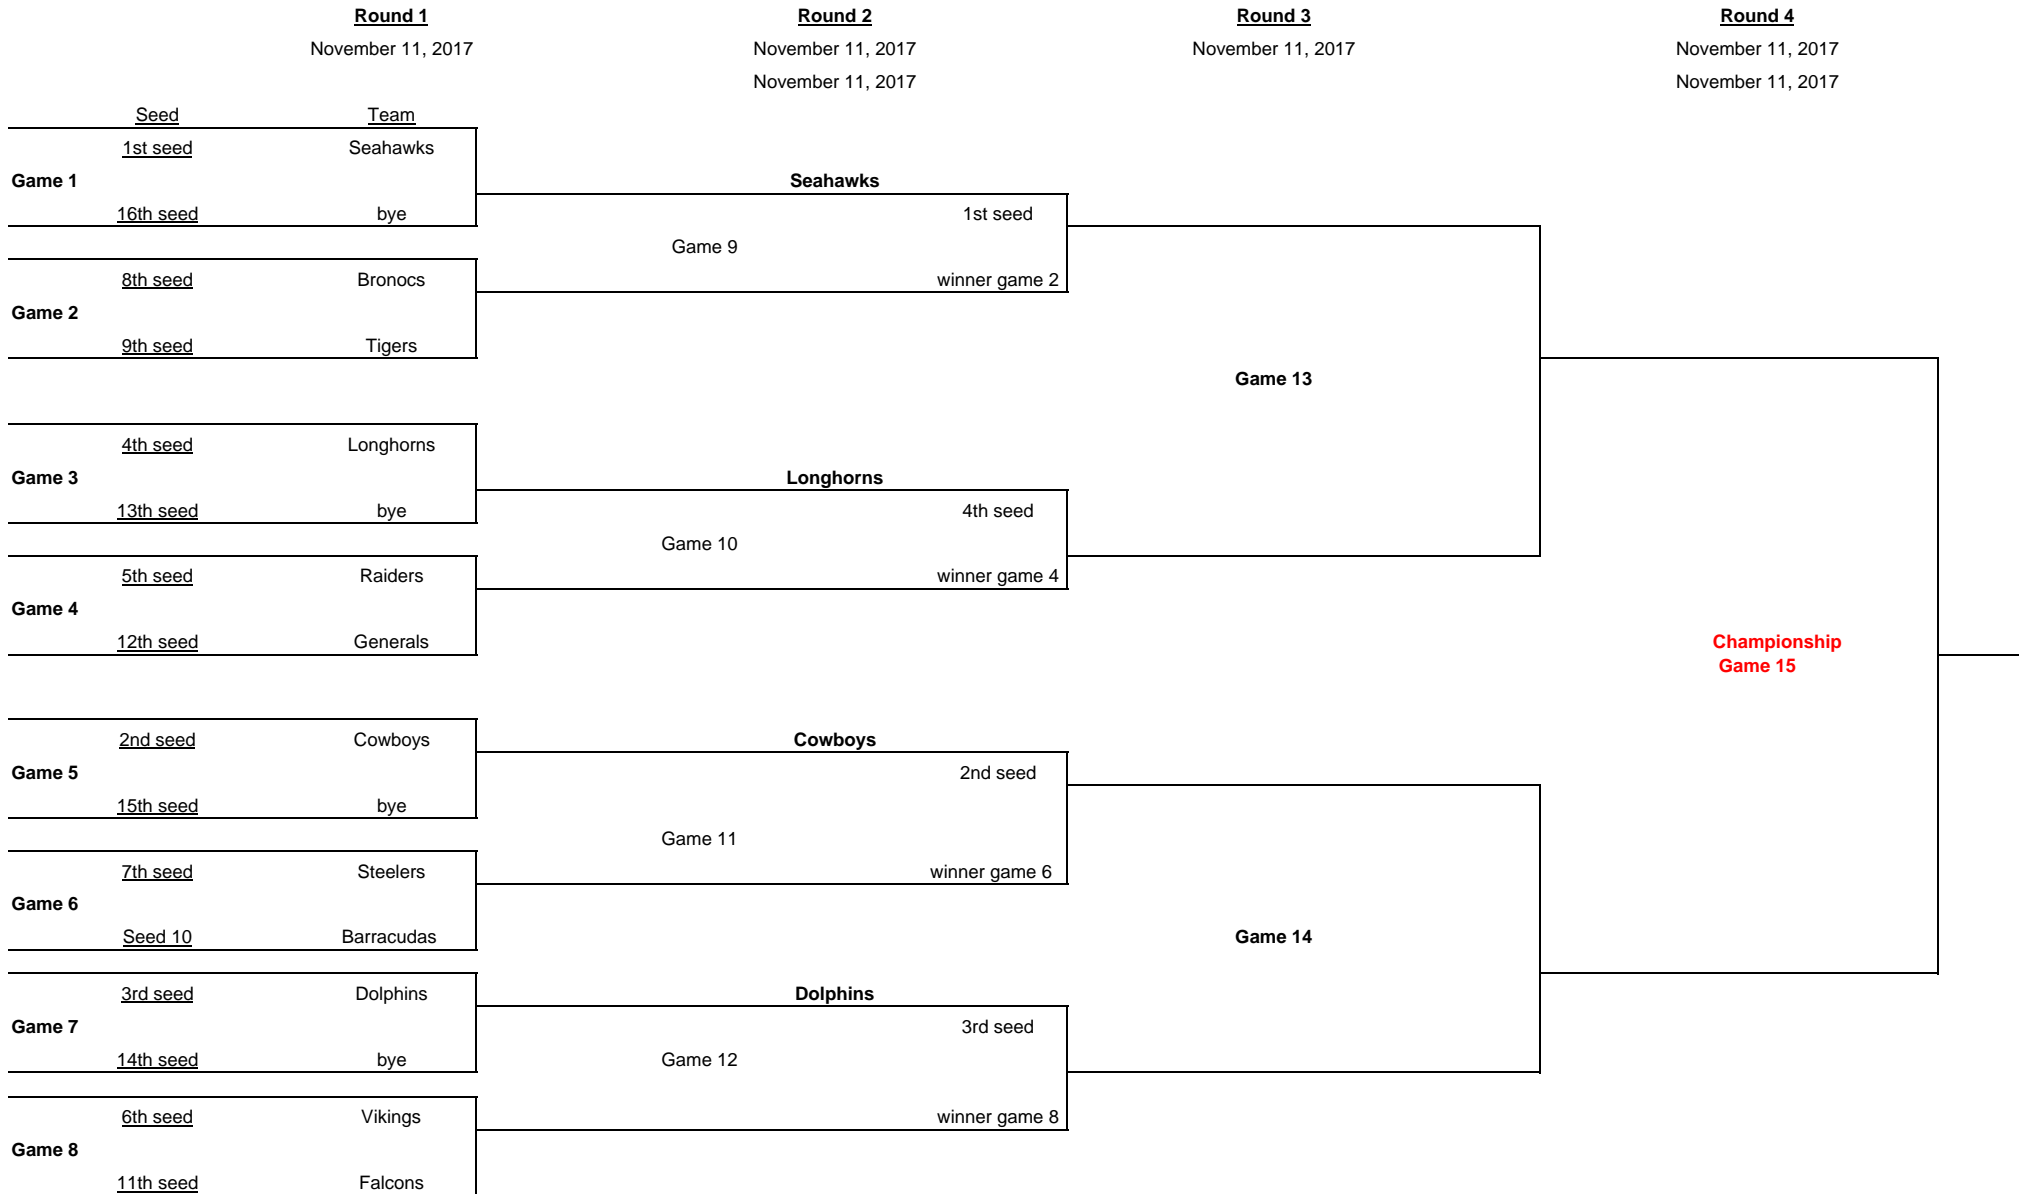 Round 1 Round 2 Round 3 Round 4
November 11, 2017 November 11, 2017 November 11, 2017 November 11, 2017
November 11, 2017 November 11, 2017
Seed Team
1st seed Seahawks
Game 1 Seahawks
16th seed bye 1st seed
Game 9
8th seed Bronocs winner game 2
Game 2
9th seed Tigers
Game 13
4th seed Longhorns
Game 3 Longhorns
13th seed bye 4th seed
Game 10
5th seed Raiders winner game 4
Game 4
12th seed Generals Championship
Game 15
2nd seed Cowboys Cowboys
Game 5 2nd seed
15th seed bye
Game 11
7th seed Steelers winner game 6
Game 6
Seed 10 Barracudas Game 14
3rd seed Dolphins Dolphins
Game 7 3rd seed
14th seed bye Game 12
6th seed Vikings winner game 8
Game 8
11th seed Falcons